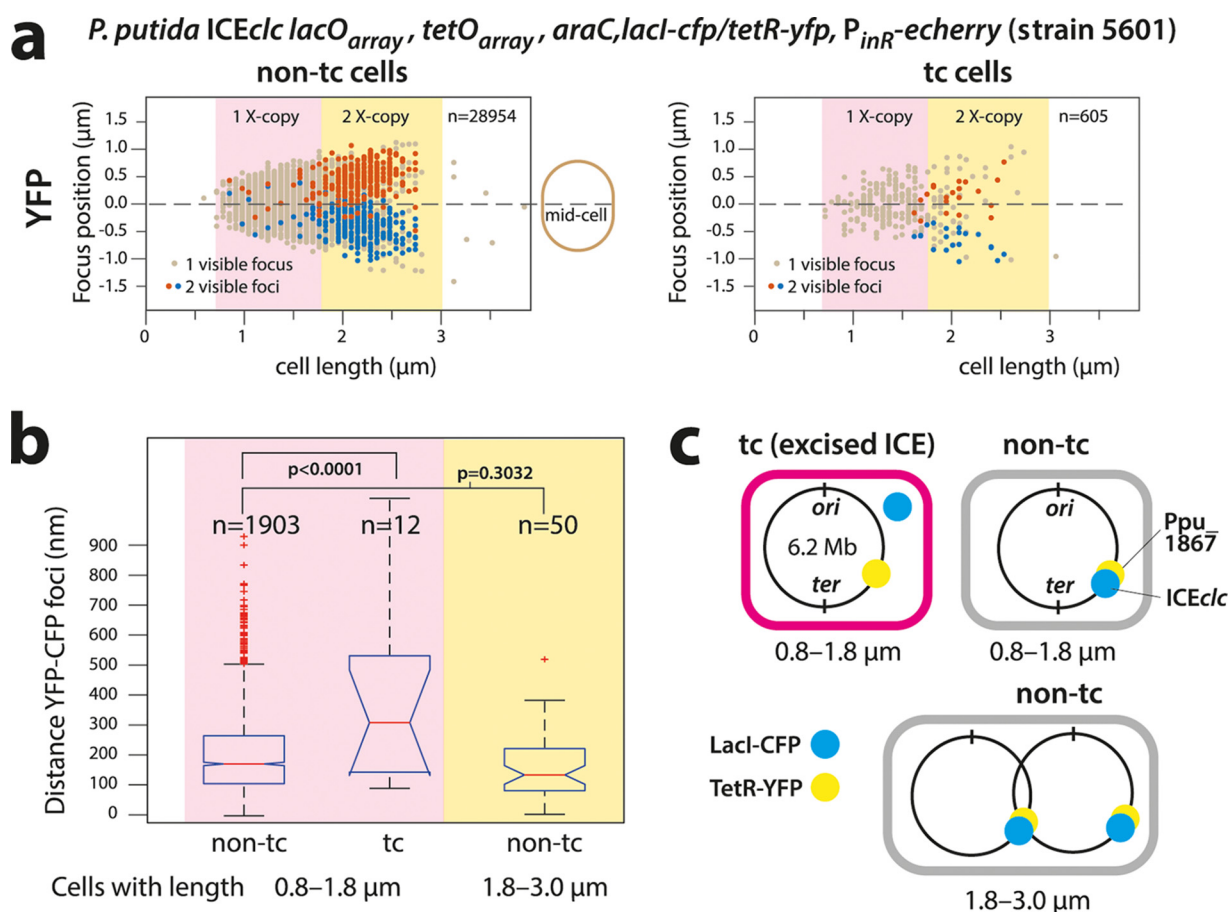 a
P. putida ICEclc lacO array, tetO array, araC,lacI-cfp/tetR-yfp, PinR-echerry (strain 5601)
non-tc cells
tc cells
YFP
Focus position (µm)
1.5
1.0
0.5
0.0
-0.5
-1.0
-1.5
1 X-copy
2 X-copy
n=28954
1 visible focus
2 visible foci
0
1
2
3
cell length (µm)
mid-cell
Focus position (µm)
1.5
1.0
0.5
0.0
-0.5
-1.0
-1.5
1 X-copy
2 X-copy
n=605
1 visible focus
2 visible foci
0
1
2
3
cell length (µm)
b
Distance YFP-CFP foci (nm)
900
800
700
600
500
400
300
200
100
0
p<0.0001
p=0.3032
n=1903
n=12
n=50
non-tc
tc
non-tc
Cells with length
0.8–1.8 µm
1.8–3.0 µm
c
tc (excised ICE)
non-tc
ori
6.2 Mb
ter
0.8–1.8 µm
ori
ter
Ppu_
1867
ICEclc
0.8–1.8 µm
non-tc
LacI-CFP
TetR-YFP
1.8–3.0 µm